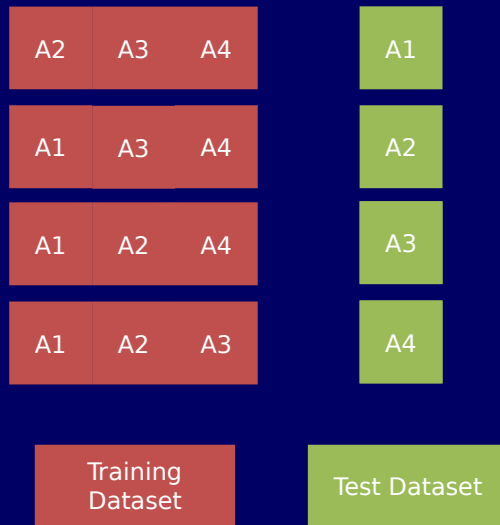 A2 A3 A4 A1
A1 A3 A4 A2
A1 A2 A4 A3
A1 A2 A3 A4
Training
Dataset
Test Dataset